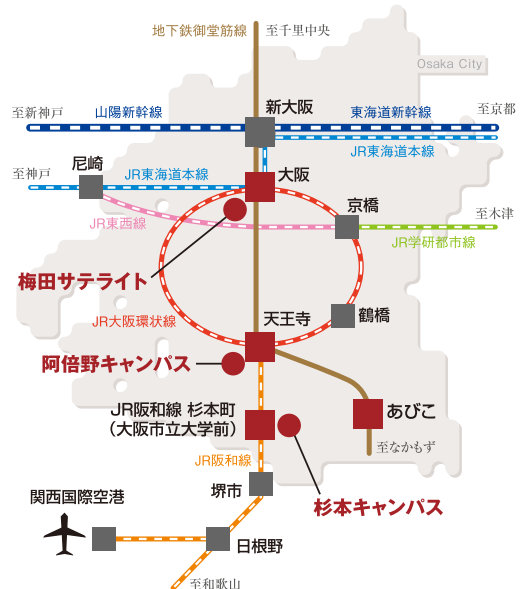 地下鉄御堂筋線
至千里中央
Osaka City
新大阪
至新神戸
山陽新幹線
東海道新幹線
至京都
JR東海道本線
尼崎
至神戸
JR東海道本線
大阪
京橋
至木津
JR東西線
JR学研都市線
梅田サテライト
JR大阪環状線
天王寺
鶴橋
阿倍野キャンパス
JR阪和線 杉本町
（大阪市立大学前）
あびこ
至なかもず
JR阪和線
堺市
関西国際空港
杉本キャンパス
日根野
至和歌山